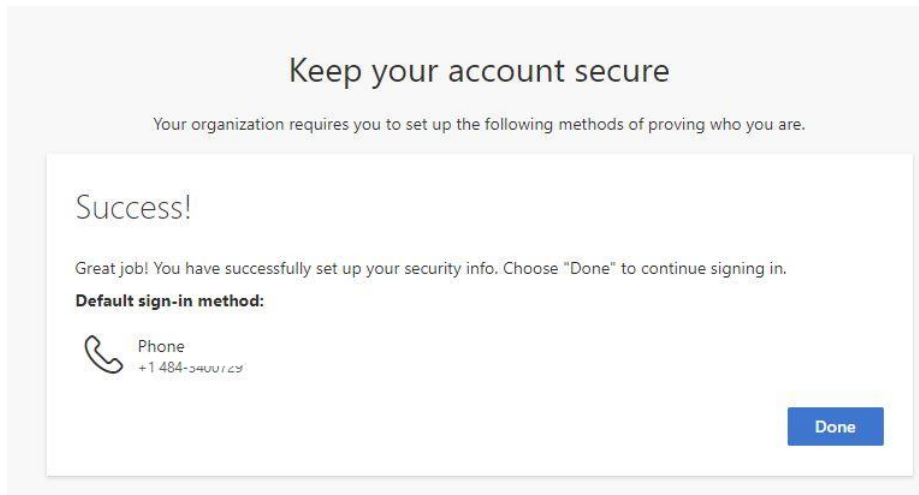 Keep your account secure
Your organization requires you to set up the following methods of proving who you are.
Success!
Great job! You have successfully set up your security info. Choose "Done" to continue signing in.
Default sign-in method:
Phone
+1 484-
Done